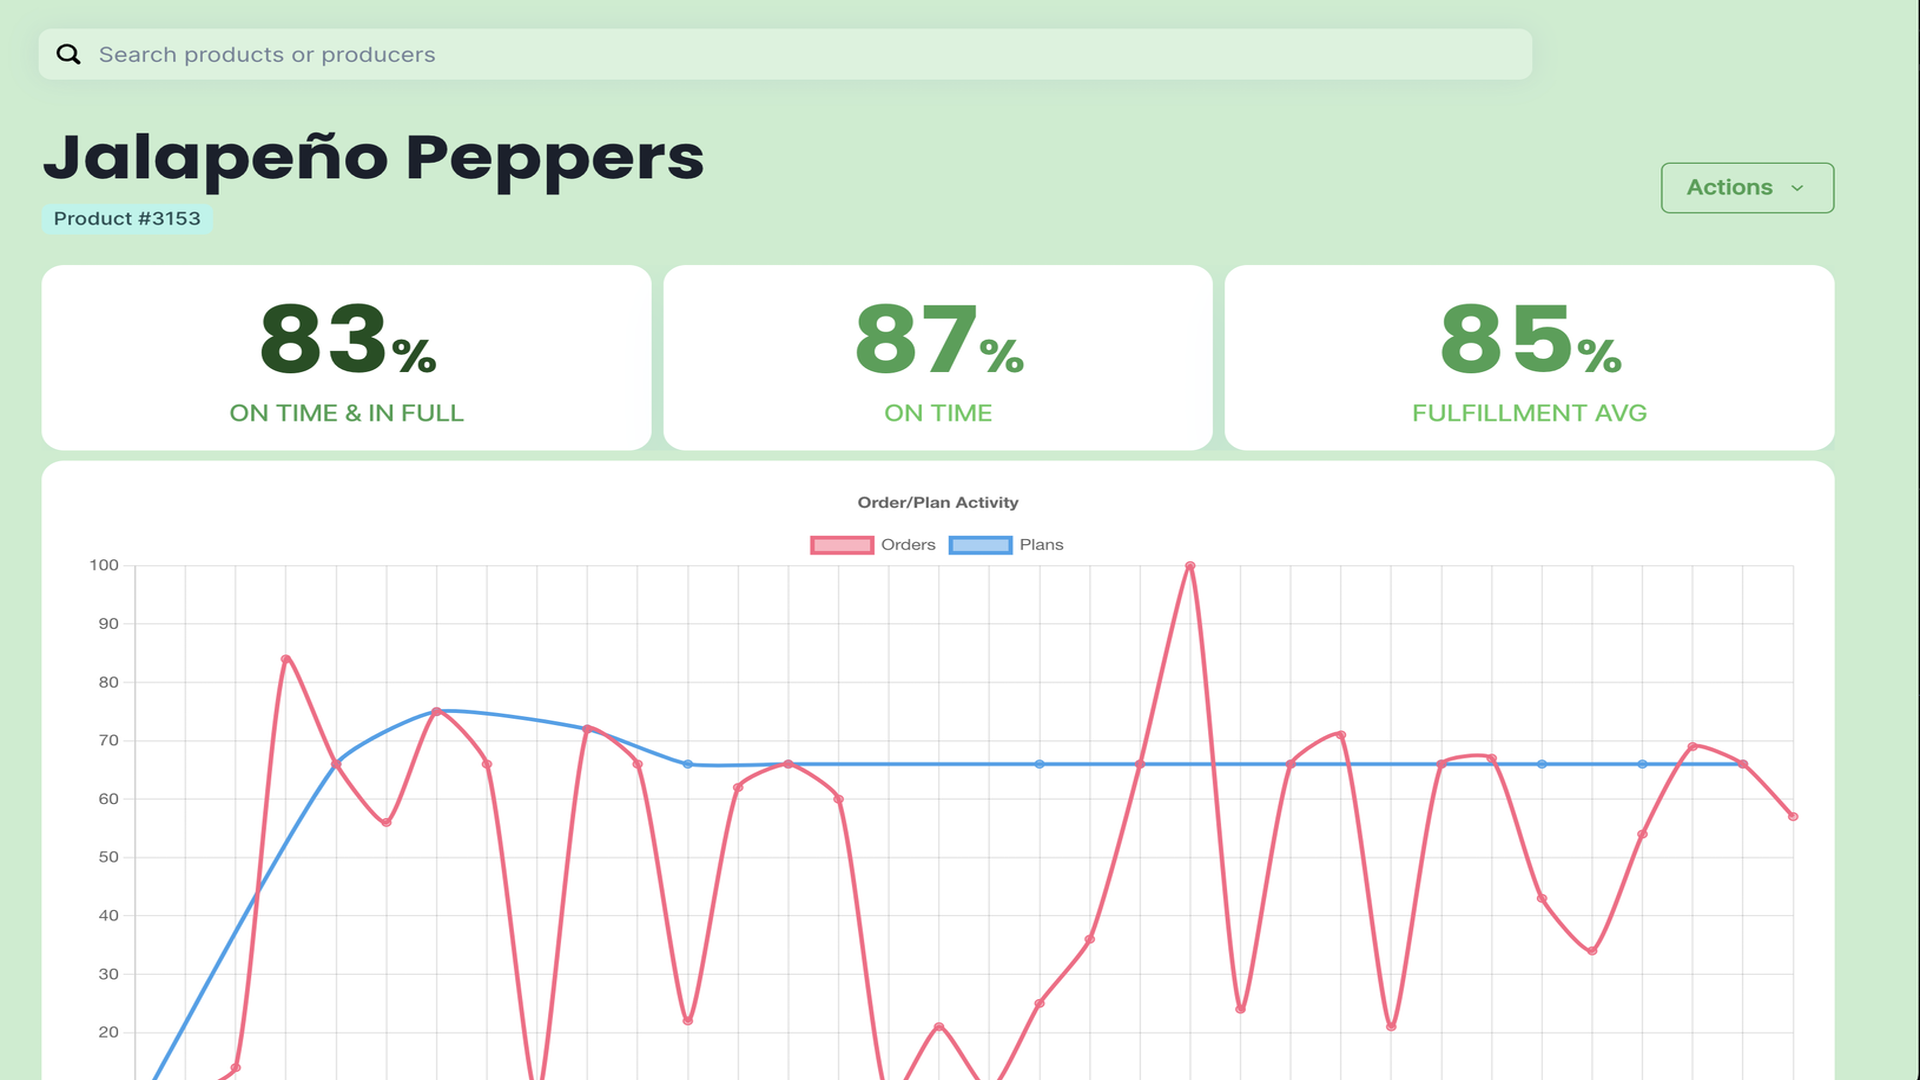 Search products or producers
Jalapeño Peppers
Product #3153
Actions
83%
ON TIME & IN FULL
87%
ON TIME
85%
FULFILLMENT AVG
Order/Plan Activity
Orders
Plans
100
90
80
70
60
50
40
30
20